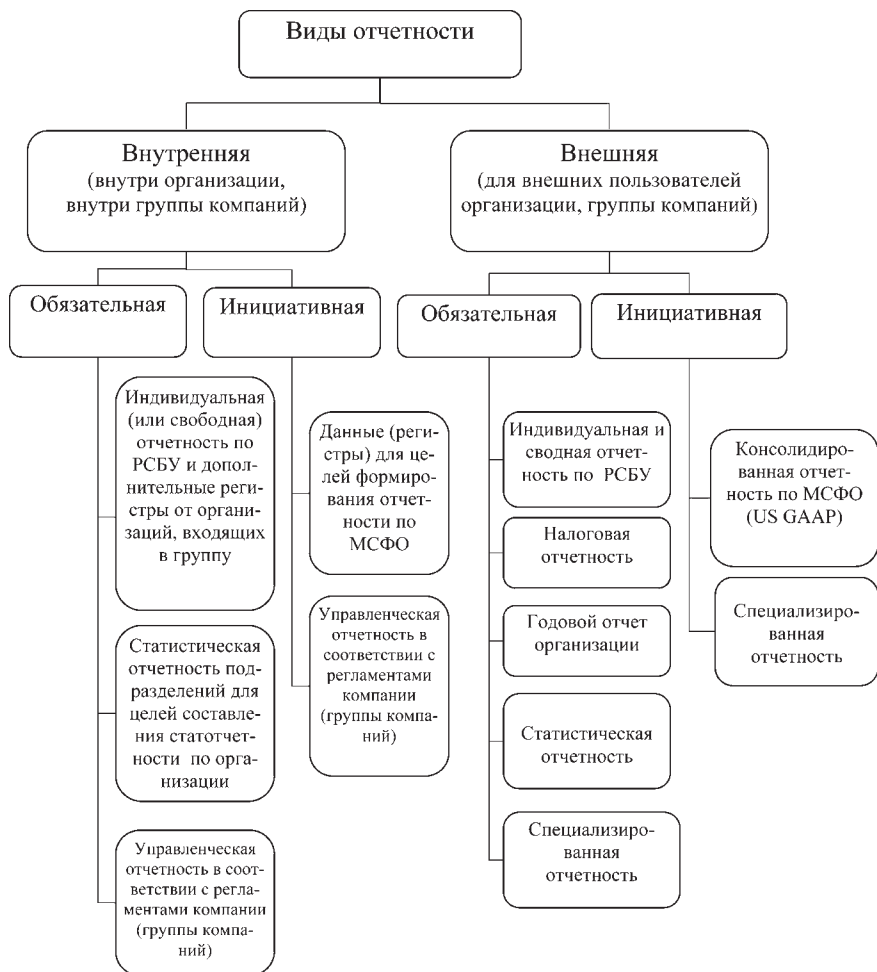 Виды отчетности
Внутренняя
(внутри организации,
внутри группы компаний)
Внешняя
(для внешних пользователей
организации, группы компаний)
Обязательная
Инициативная
Обязательная
Инициативная
Индивидуальная
(или свободная)
отчетность по
РСБУ и допол-
нительные реги-
стры от органи-
заций, входящих
в группу
Статистическая
отчетность под-
разделений для
целей составления
статотчетности
ности по орга-
низации
Управленческая
отчетность в соот-
ветствии с регла-
ментами компании
(группы компа-
ний)
Данные (реги-
стры) для це-
лей формиро-
вания отчет-
ности по
МСФО
Управленческая
отчетность в
соответствии с
регламентами
компании
(группы компа-
ний)
Индивидуальная и
сводная отчет-
ность по РСБУ
Налоговая
отчетность
Годовой отчет
организации
Статистическая
отчетность
Специализиро-
ванная
отчетность
Консолидиро-
ванная отчет-
ность по МСФО
(US GAAP)
Специализиро-
ванная
отчетность